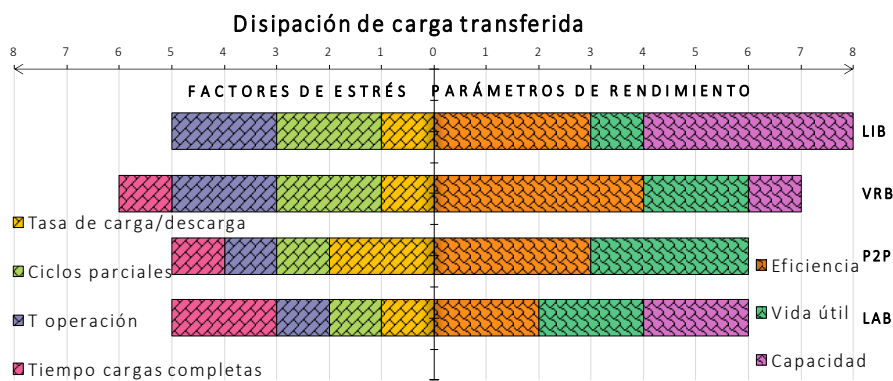 Disipación de carga transferida
8 7 6 5 4 3 2 1 0 1 2 3 4 5 6 7 8
FACTORES DE ESTRÉS PARÁMETROS DE RENDIMIENTO
LIB
VRB
Tasa de carga/descarga
P2P
Ciclos parciales
Eficiencia
T operación
Vida útil
LAB
Tiempo cargas completas
Capacidad